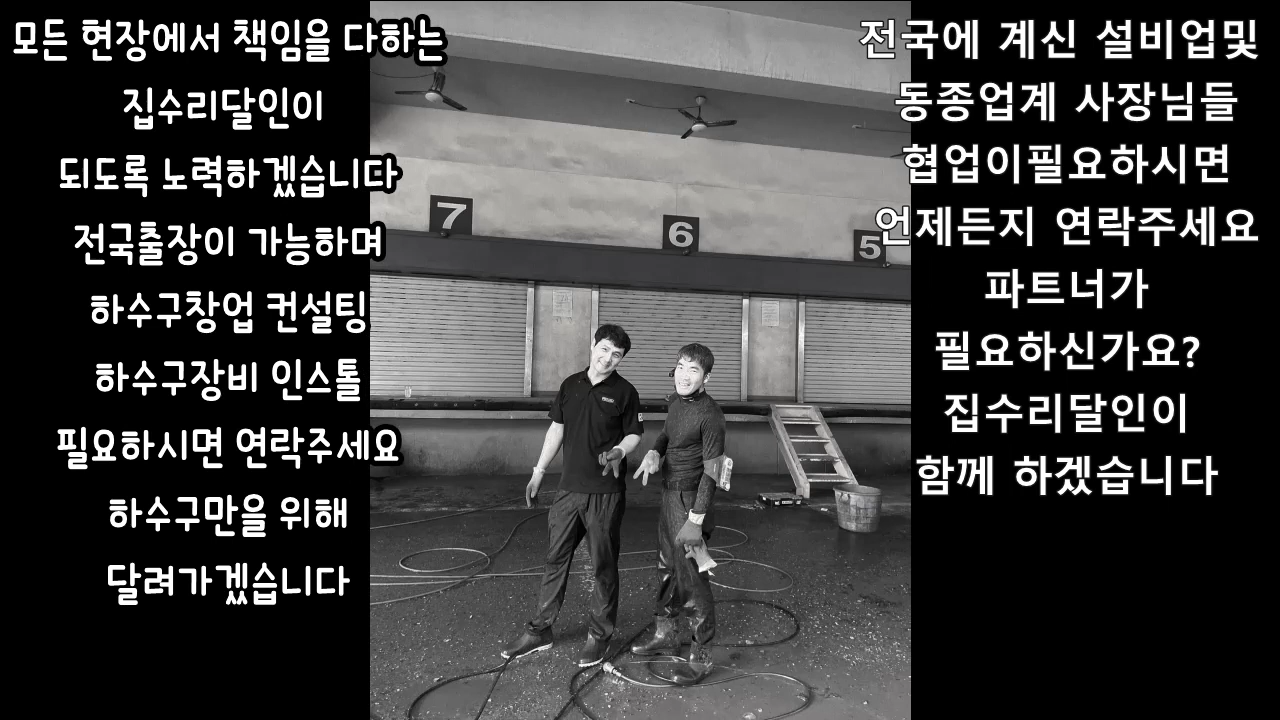 모든 현장에서 책임을 다하는
집수리달인이
되도록 노력하겠습니다
전국출장이 가능하며
하수구창업 컨설팅
하수구장비 인스톨
필요하시면 연락주세요
하수구만을 위해
달려가겠습니다
전국에 계신 설비업및
동종업계 사장님들
협업이필요하시면
언제든지 연락주세요
파트너가
필요하신가요?
집수리달인이
함께 하겠습니다
7
6
5